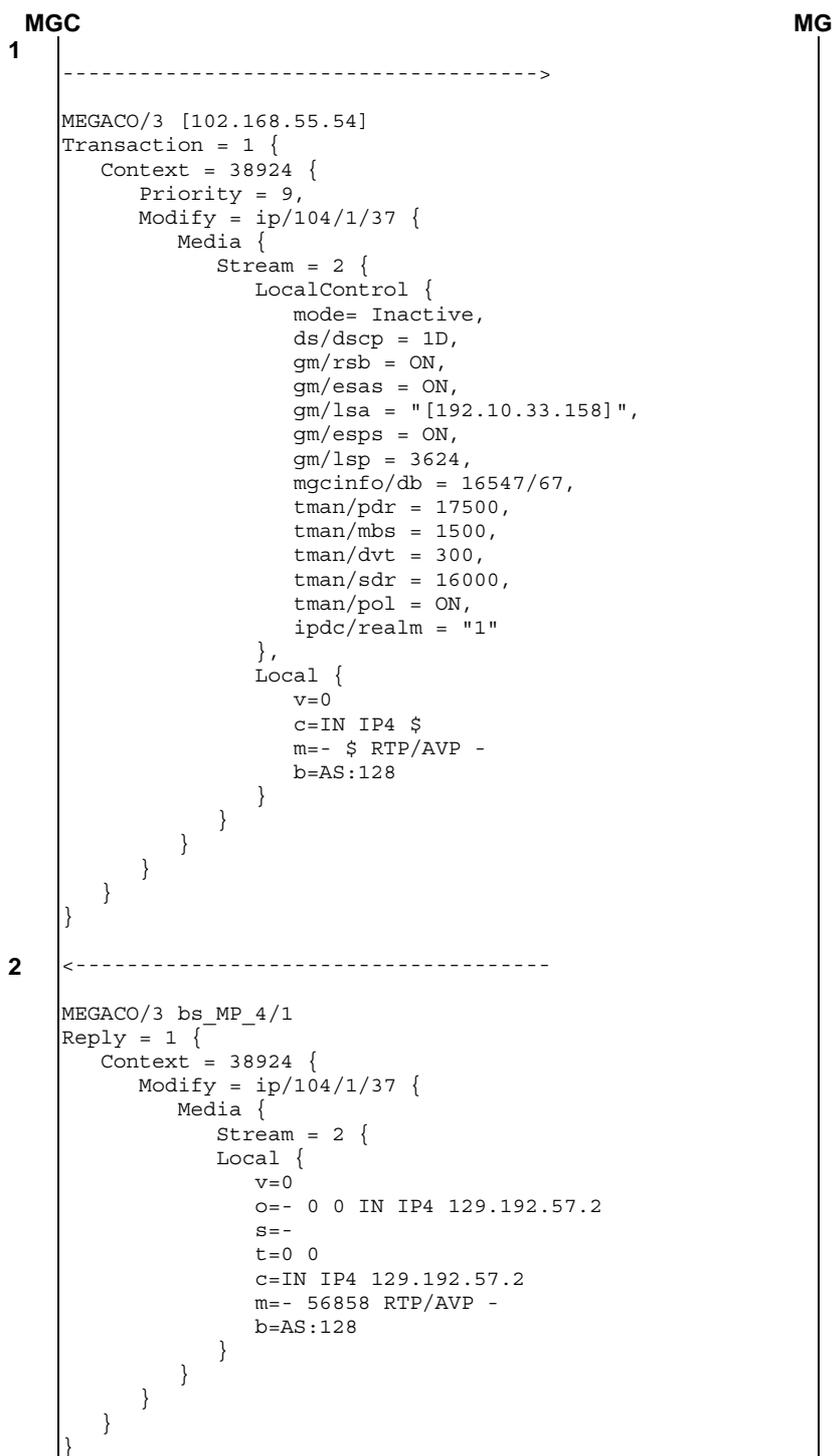 MGC MG
1
------------------------------------->
MEGACO/3 [102.168.55.54]
Transaction = 1 {
   Context = 38924 {
      Priority = 9,
      Modify = ip/104/1/37 {
         Media {
            Stream = 2 {
               LocalControl {
                  mode= Inactive,
                  ds/dscp = 1D,
                  gm/rsb = ON,
                  gm/esas = ON,
                  gm/lsa = "[192.10.33.158]",
                  gm/esps = ON,
                  gm/lsp = 3624,
                  mgcinfo/db = 16547/67,
                  tman/pdr = 17500,
                  tman/mbs = 1500,
                  tman/dvt = 300,
                  tman/sdr = 16000,
                  tman/pol = ON,
                  ipdc/realm = "1"
               },
               Local {
                  v=0
                  c=IN IP4 $
                  m=- $ RTP/AVP -
                  b=AS:128
               }
            }
         }
      }
   }
}
2 <-------------------------------------
MEGACO/3 bs_MP_4/1
Reply = 1 {
   Context = 38924 {
      Modify = ip/104/1/37 {
         Media {
            Stream = 2 {
            Local {
               v=0
               o=- 0 0 IN IP4 129.192.57.2
               s=-
               t=0 0
               c=IN IP4 129.192.57.2
               m=- 56858 RTP/AVP -
               b=AS:128
            }
         }
      }
   }
}